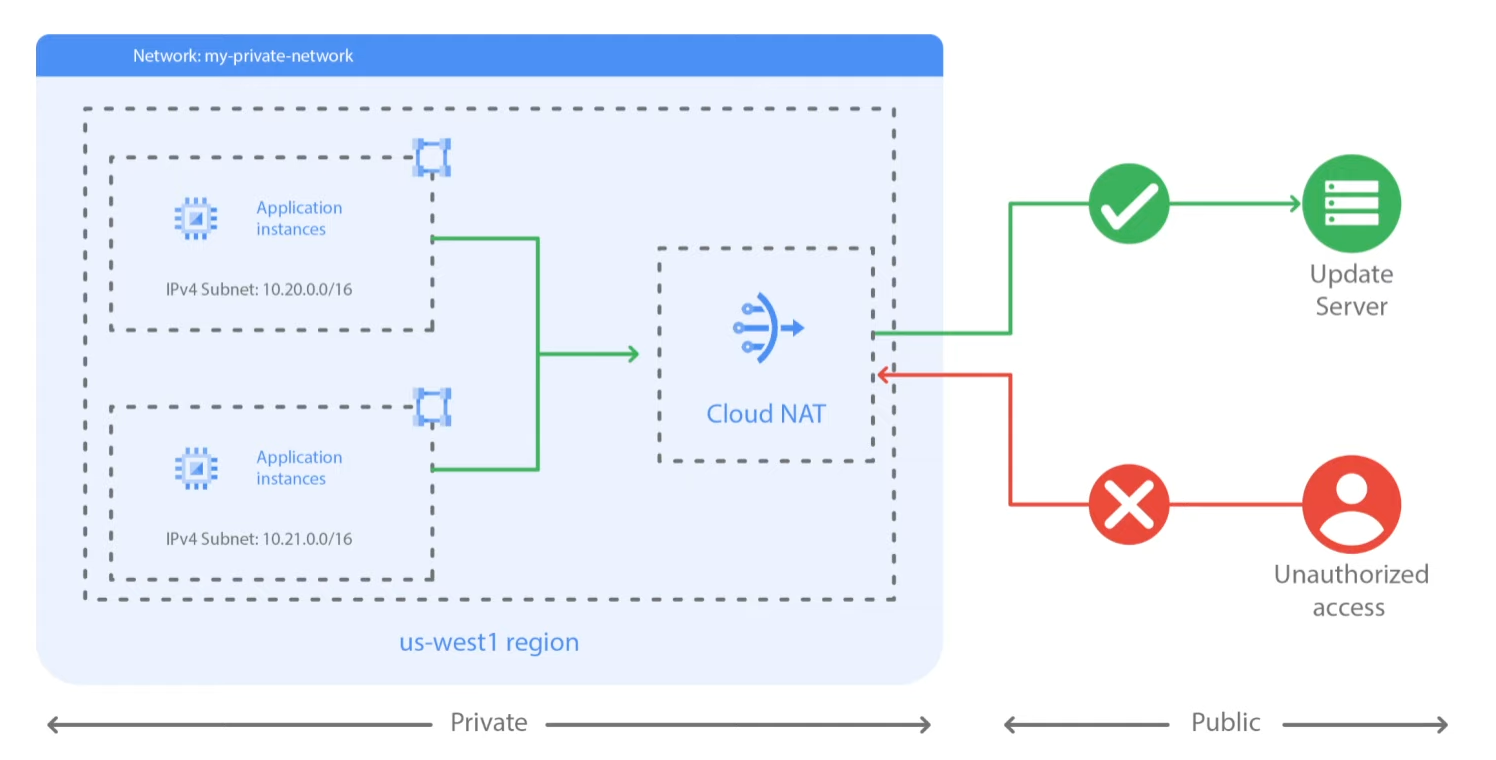 Network: my-private-network
Application
instances
IPv4 Subnet: 10.20.0.0/16
Application
instances
IPv4 Subnet: 10.21.0.0/16
Cloud NAT
us-west1 region
Update
Server
Unauthorized
access
Private
Public